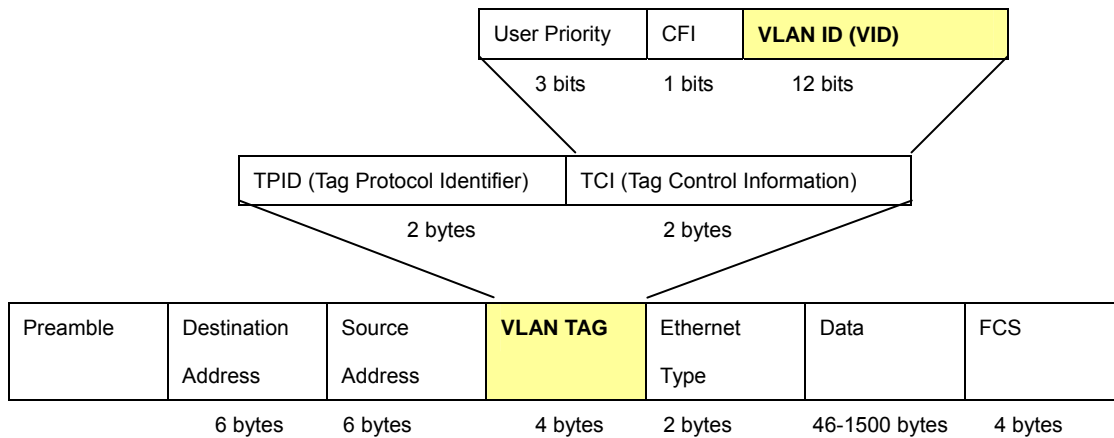 User Priority CFI VLAN ID (VID)
3 bits 1 bits 12 bits
TPID (Tag Protocol Identifier) TCI (Tag Control Information)
2 bytes 2 bytes
Preamble Destination Address Source Address VLAN TAG Ethernet Type Data FCS
6 bytes 6 bytes 4 bytes 2 bytes 46-1500 bytes 4 bytes